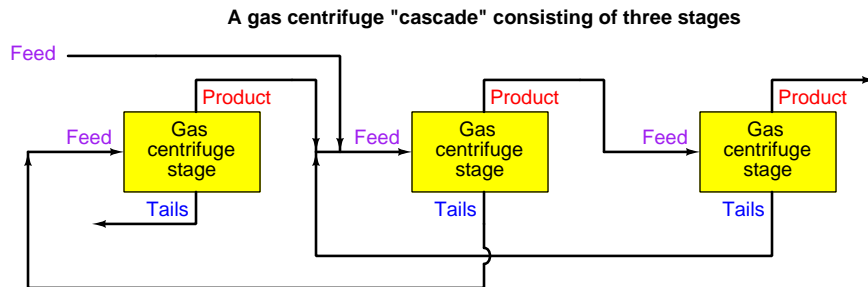 A gas centrifuge "cascade" consisting of three stages
Feed
Product
Product
Product
Feed
Gas
centrifuge
stage
Feed
Gas
centrifuge
stage
Feed
Gas
centrifuge
stage
Tails
Tails
Tails